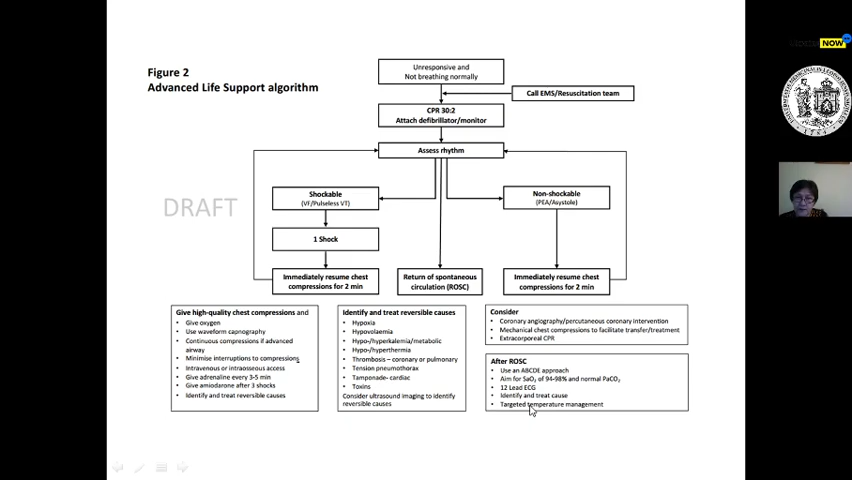 Figure 2
Advanced Life Support algorithm
Unresponsive and
Not breathing normally
Call EMS/Resuscitation team
CPR 30:2
Attach defibrillator/monitor
Assess rhythm
DRAFT
Shockable
(VF/Pulseless VT)
Non-shockable
(PEA/Asystole)
1 Shock
Immediately resume chest
compressions for 2 min
Return of spontaneous
circulation (ROSC)
Immediately resume chest
compressions for 2 min
Give high-quality chest compressions and
• Give oxygen
• Use waveform capnography
• Continuous compressions if advanced
airway
• Minimise interruptions to compressions
• Intravenous or intraosseous access
• Give adrenaline every 3-5 min
• Give amiodarone after 3 shocks
• Identify and treat reversible causes
Identify and treat reversible causes
• Hypoxia
• Hypovolaemia
• Hypo-/hyperkalemia/metabolic
• Hypo-/hyperthermia
• Thrombosis – coronary or pulmonary
• Tension pneumothorax
• Tamponade- cardiac
• Toxins
Consider ultrasound imaging to identify
reversible causes
Consider
• Coronary angiography/percutaneous coronary intervention
• Mechanical chest compressions to facilitate transfer/treatment
• Extracorporeal CPR
After ROSC
• Use an ABCDE approach
• Aim for SaO₂ of 94-98% and normal PaCO₂
• 12 Lead ECG
• Identify and treat cause
• Targeted temperature management
NOW